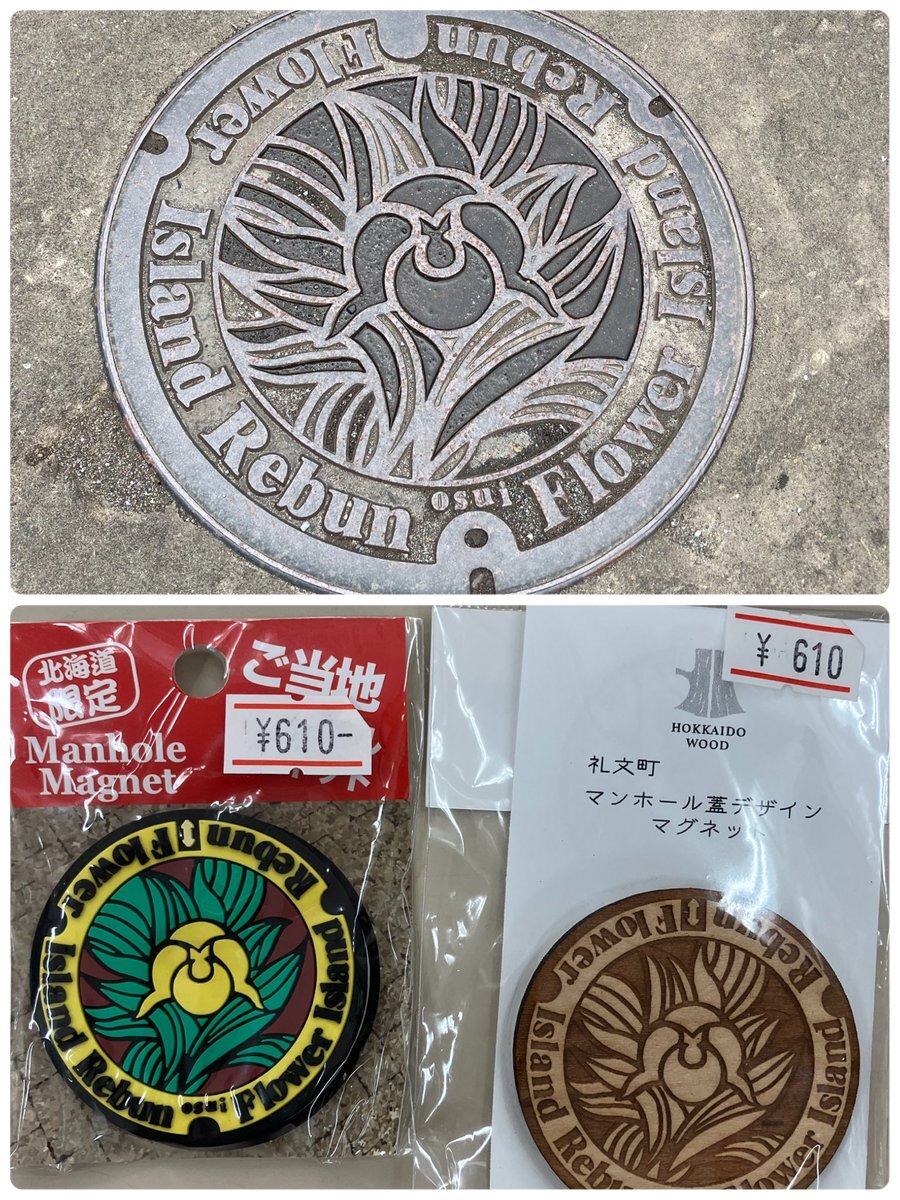 Flower Island Rebun
Flower Island Rebun
osui
osui
北海道
限定
ご当地
Manhole
Magnet
¥610-
Flower Island Rebun
Flower Island Rebun
osui
¥ 610
HOKKAIDO
WOOD
礼文町
マンホール蓋デザイン
マグネット
Flower Island Rebun
Flower Island Rebun